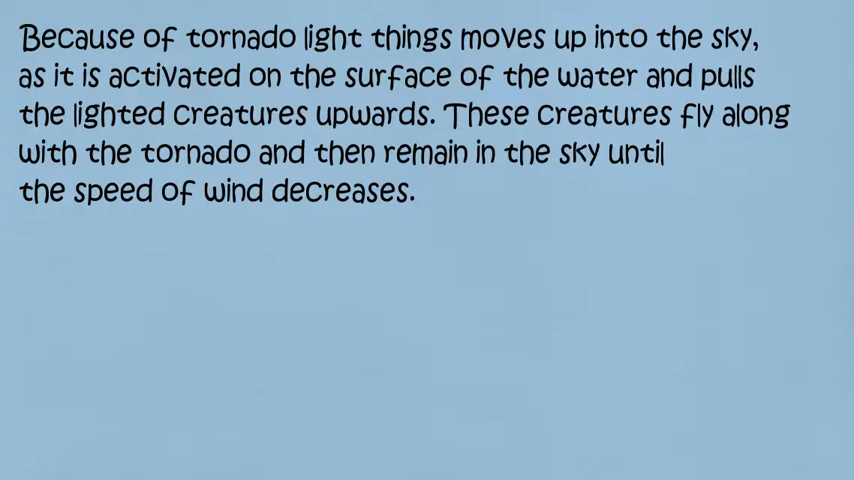 Because of tornado light things moves up into the sky,
as it is activated on the surface of the water and pulls
the lighted creatures upwards. These creatures fly along
with the tornado and then remain in the sky until
the speed of wind decreases.